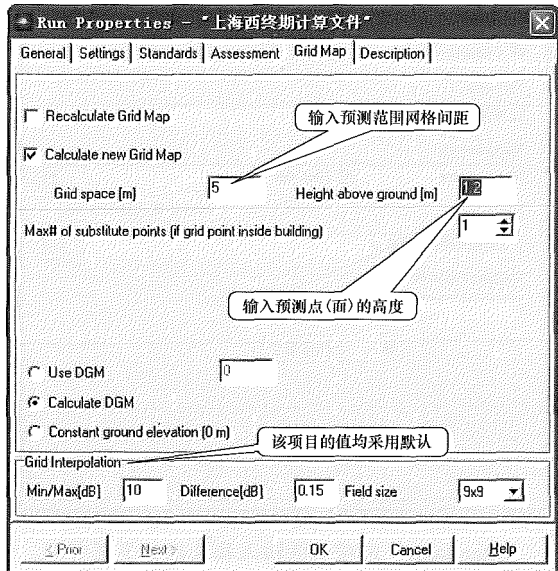 Run Properties - "上海西终期计算文件"
General Settings Standards Assessment Grid Map Description
Recalculate Grid Map
输入预测范围网格间距
Calculate new Grid Map
Grid space (m) 5 Height above ground (m) 1.2
Max# of substitute points (if grid point inside building) 1
输入预测点(面)的高度
Use DGM 0
Calculate DGM
Constant ground elevation (0 m)
该项目的值均采用默认
Grid Interpolation
Min/Max[dB] 10 Difference[dB] 0.15 Field size 9x9
< Prior Next > OK Cancel Help